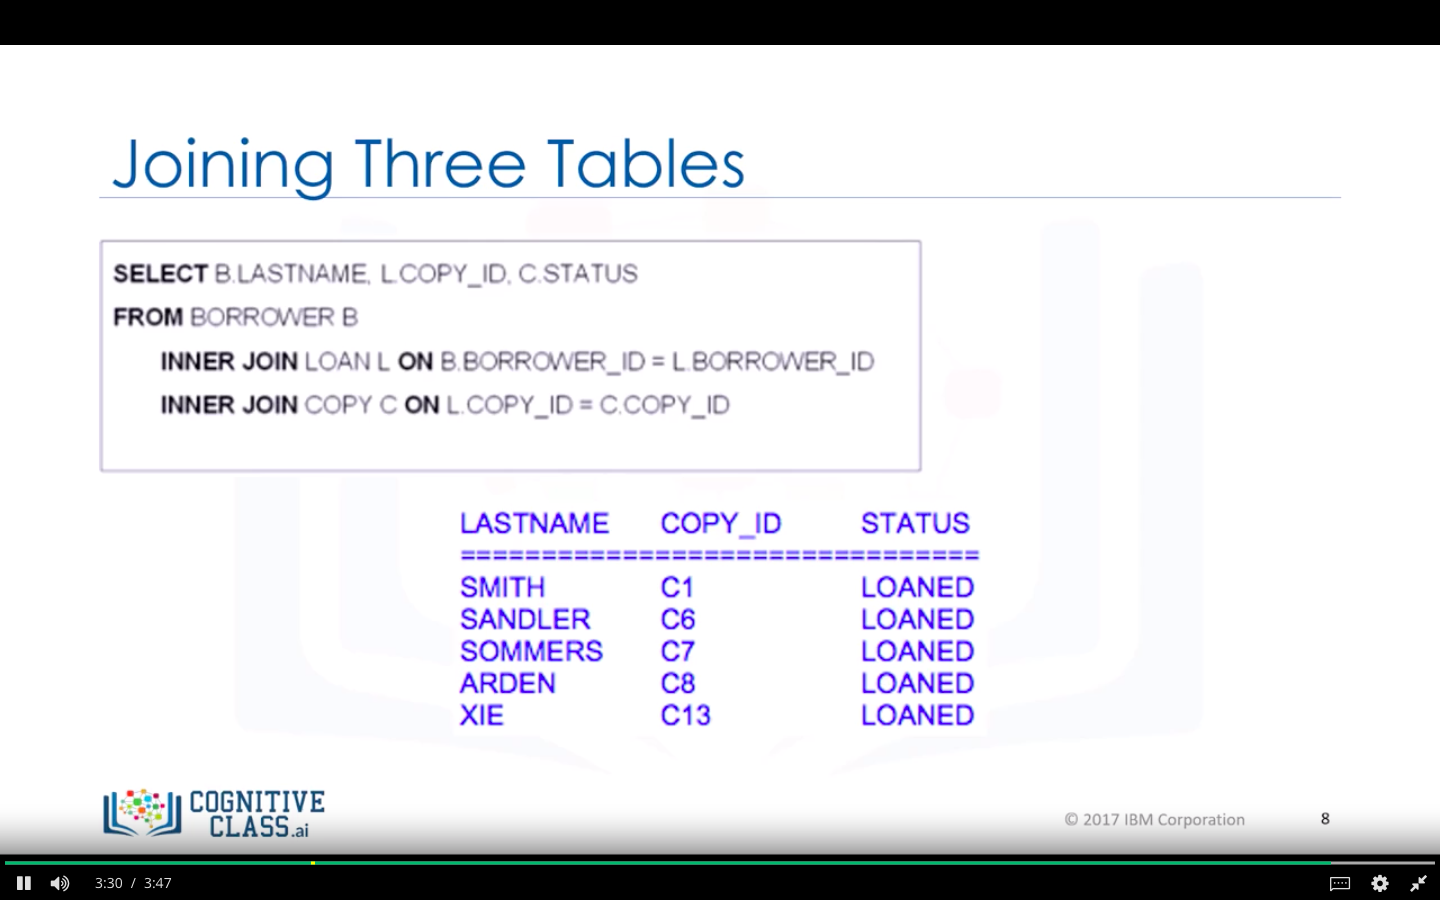 Joining Three Tables
SELECT B.LASTNAME, L.COPY_ID, C.STATUS
FROM BORROWER B
INNER JOIN LOAN L ON B.BORROWER_ID = L.BORROWER_ID
INNER JOIN COPY C ON L.COPY_ID = C.COPY_ID
LASTNAME COPY_ID STATUS
================================
SMITH C1 LOANED
SANDLER C6 LOANED
SOMMERS C7 LOANED
ARDEN C8 LOANED
XIE C13 LOANED
COGNITIVE
CLASS.ai
© 2017 IBM Corporation 8
3:30 / 3:47